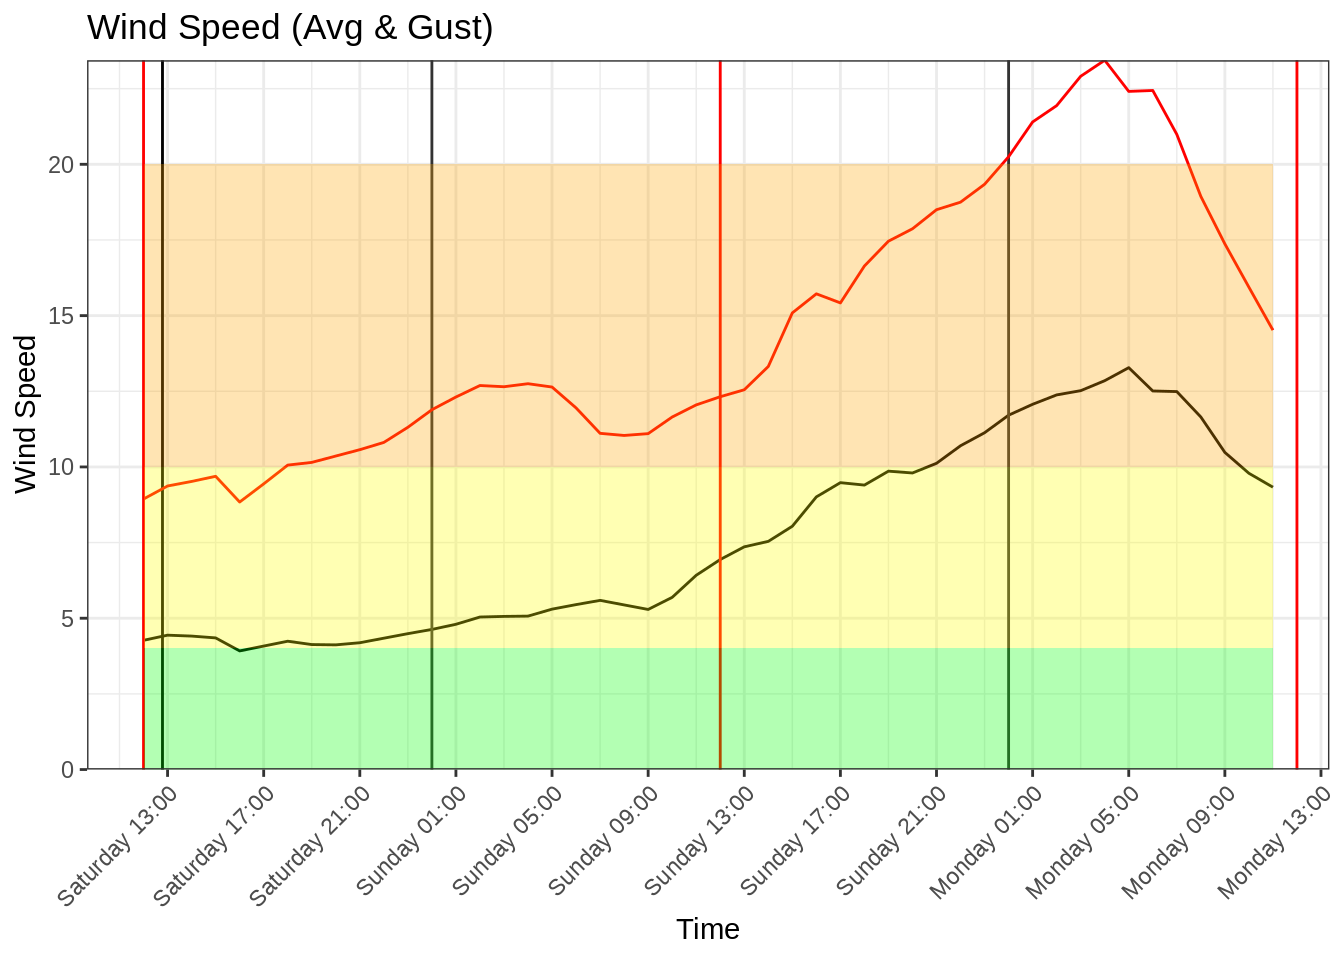 Wind Speed (Avg & Gust)
Wind Speed
20
15
10
5
0
Saturday 13:00
Saturday 17:00
Saturday 21:00
Sunday 01:00
Sunday 05:00
Sunday 09:00
Sunday 13:00
Sunday 17:00
Sunday 21:00
Monday 01:00
Monday 05:00
Monday 09:00
Monday 13:00
Time